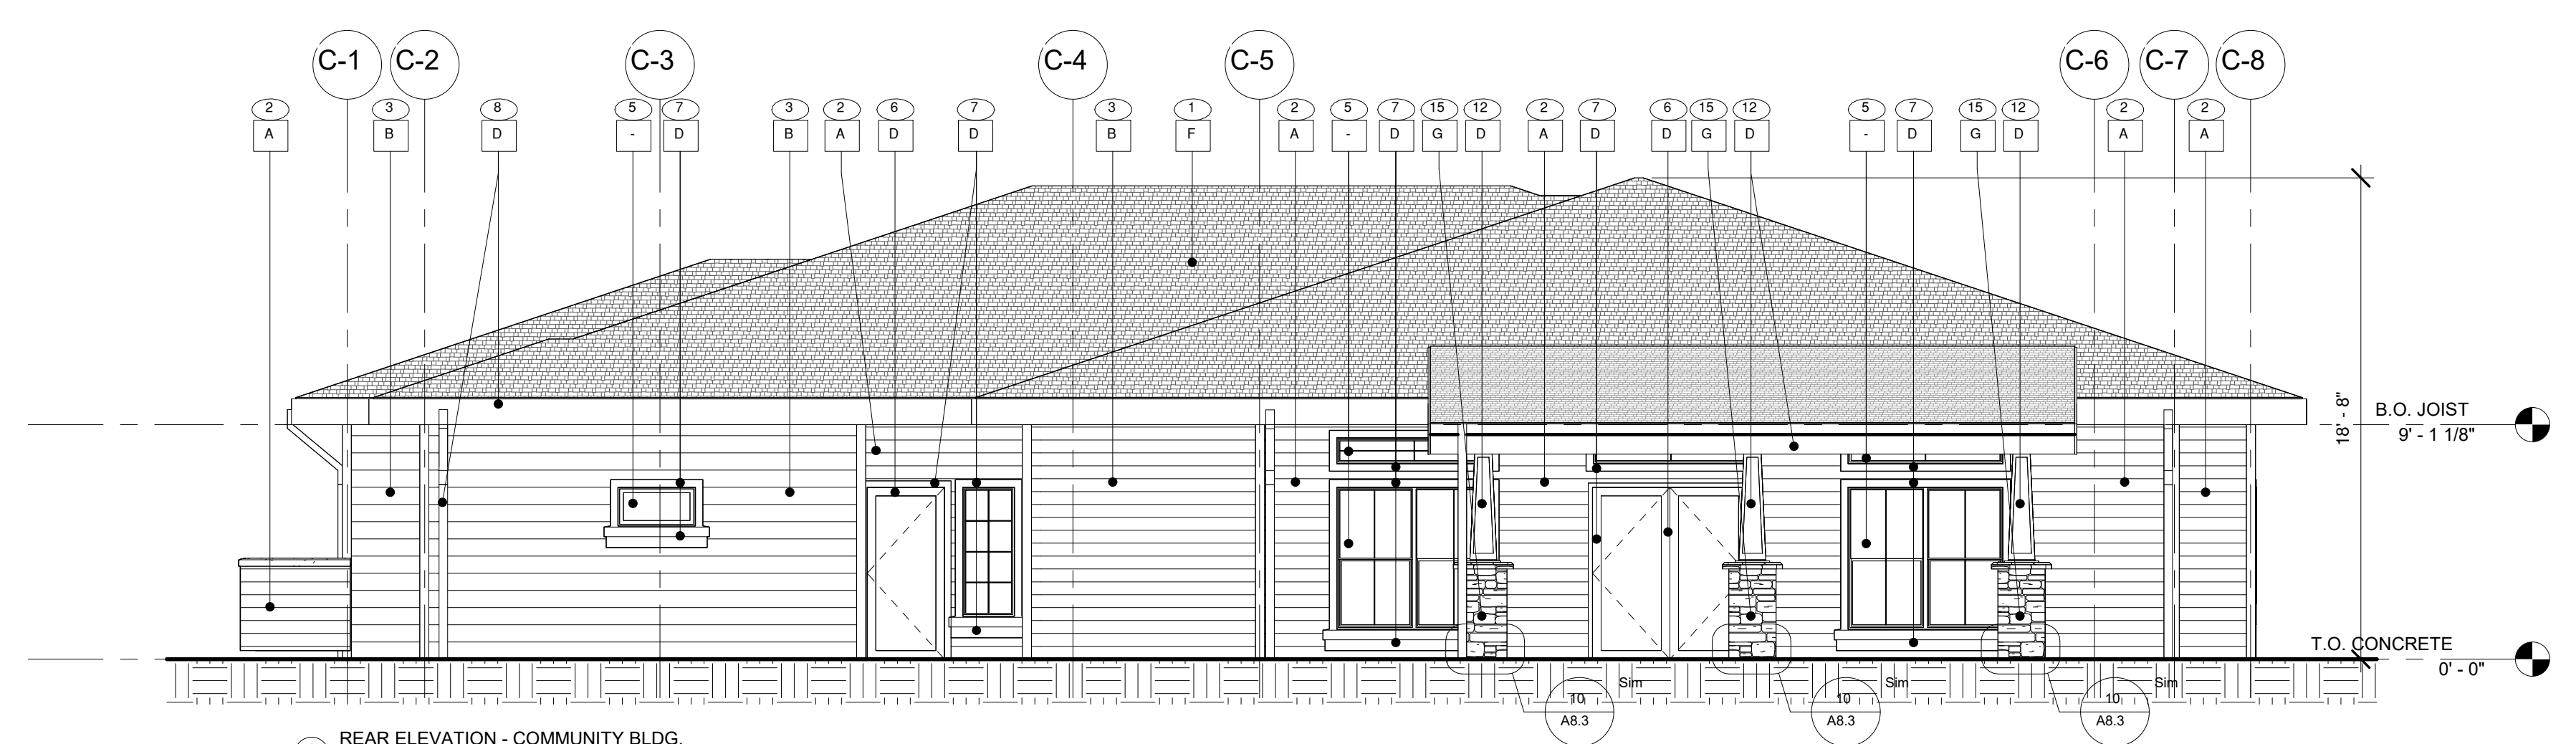 C-1 C-2 C-3 C-4 C-5 C-6 C-7 C-8
2 3 8 5 7 3 2 6 7 3 1 2 5 7 15 12 2 7 6 15 12 5 7 15 12 2 2
A B D - D B A D D B F A - D G D A D D G D - D G D A A
18' - 8"
B.O. JOIST
9' - 1 1/8"
T.O. CONCRETE
0' - 0"
Sim Sim Sim
10 10 10
A8.3 A8.3 A8.3
REAR ELEVATION - COMMUNITY BLDG.